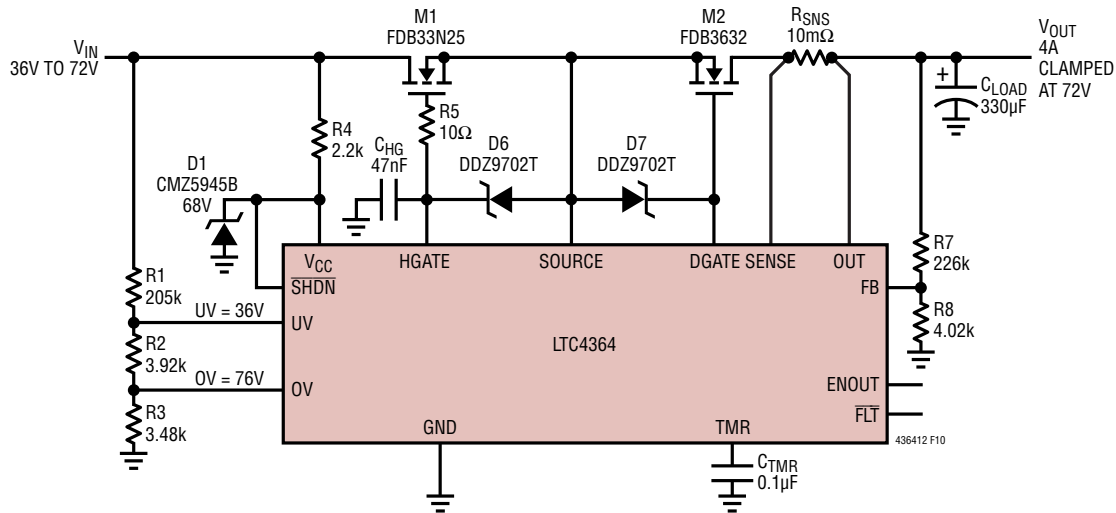 M1
FDB33N25
M2
FDB3632
RSNS
10mΩ
VIN
36V TO 72V
VOUT
4A
CLAMPED
AT 72V
+
CLOAD
330µF
R5
10Ω
R4
2.2k
CHG
47nF
D6
DDZ9702T
D7
DDZ9702T
D1
CMZ5945B
68V
VCC
HGATE
SOURCE
DGATE
SENSE
OUT
SHDN
FB
R7
226k
R1
205k
UV = 36V
UV
R8
4.02k
R2
3.92k
LTC4364
OV = 76V
OV
ENOUT
R3
3.48k
FLT
GND
TMR
436412 F10
CTMR
0.1µF